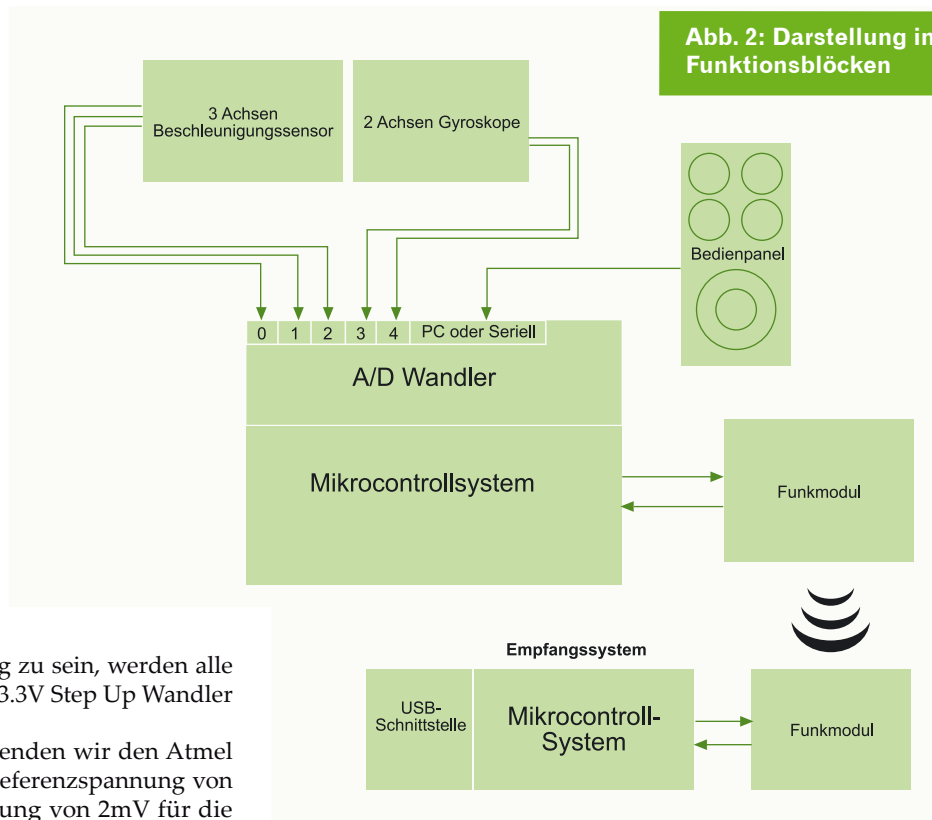 Abb. 2: Darstellung in
Funktionsblöcken
3 Achsen
Beschleunigungssensor
2 Achsen Gyroskope
Bedienpanel
0 1 2 3 4 PC oder Seriell
A/D Wandler
Mikrocontrollsystem
Funkmodul
Empfangssystem
USB-
Schnittstelle
Mikrocontroll-
System
Funkmodul
g zu sein, werden alle
3.3V Step Up Wandler
enden wir den Atmel
eferenzspannung von
ung von 2mV für die